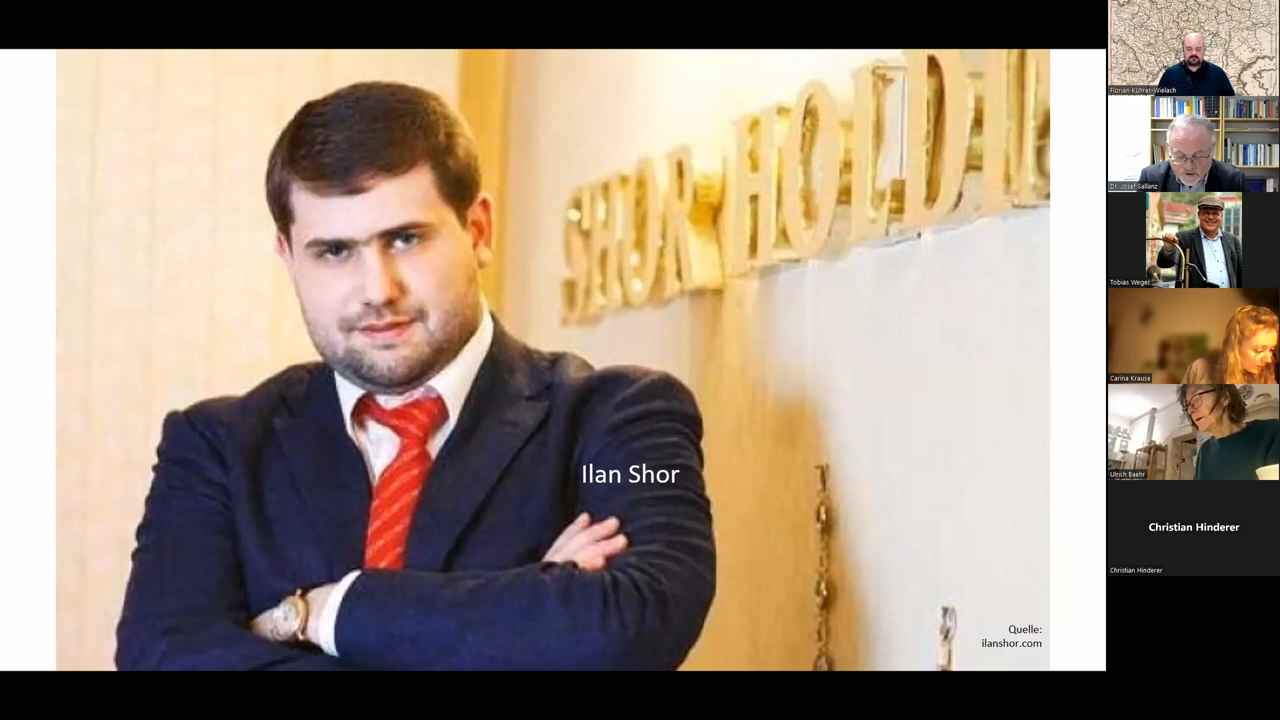 SHOR HOLDI
Ilan Shor
Quelle:
ilanshor.com
Florian Kührer-Wielach
Dr. Josef Sallanz
Tobias Weger
Carina Krause
Ulrich Baehr
Christian Hinderer
Christian Hinderer